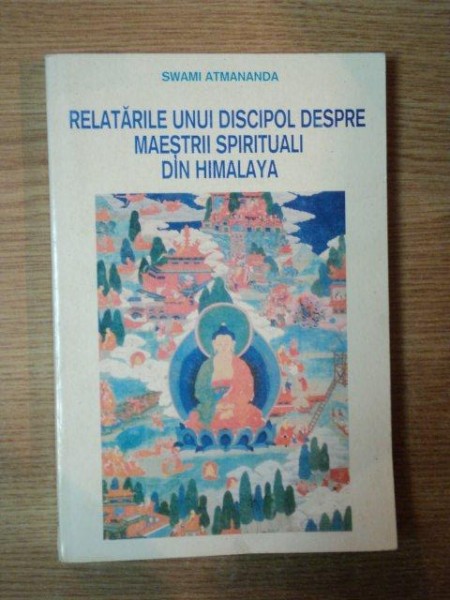 SWAMI ATMANANDA
RELATĂRILE UNUI DISCIPOL DESPRE
MAEȘTRII SPIRITUALI
DIN HIMALAYA